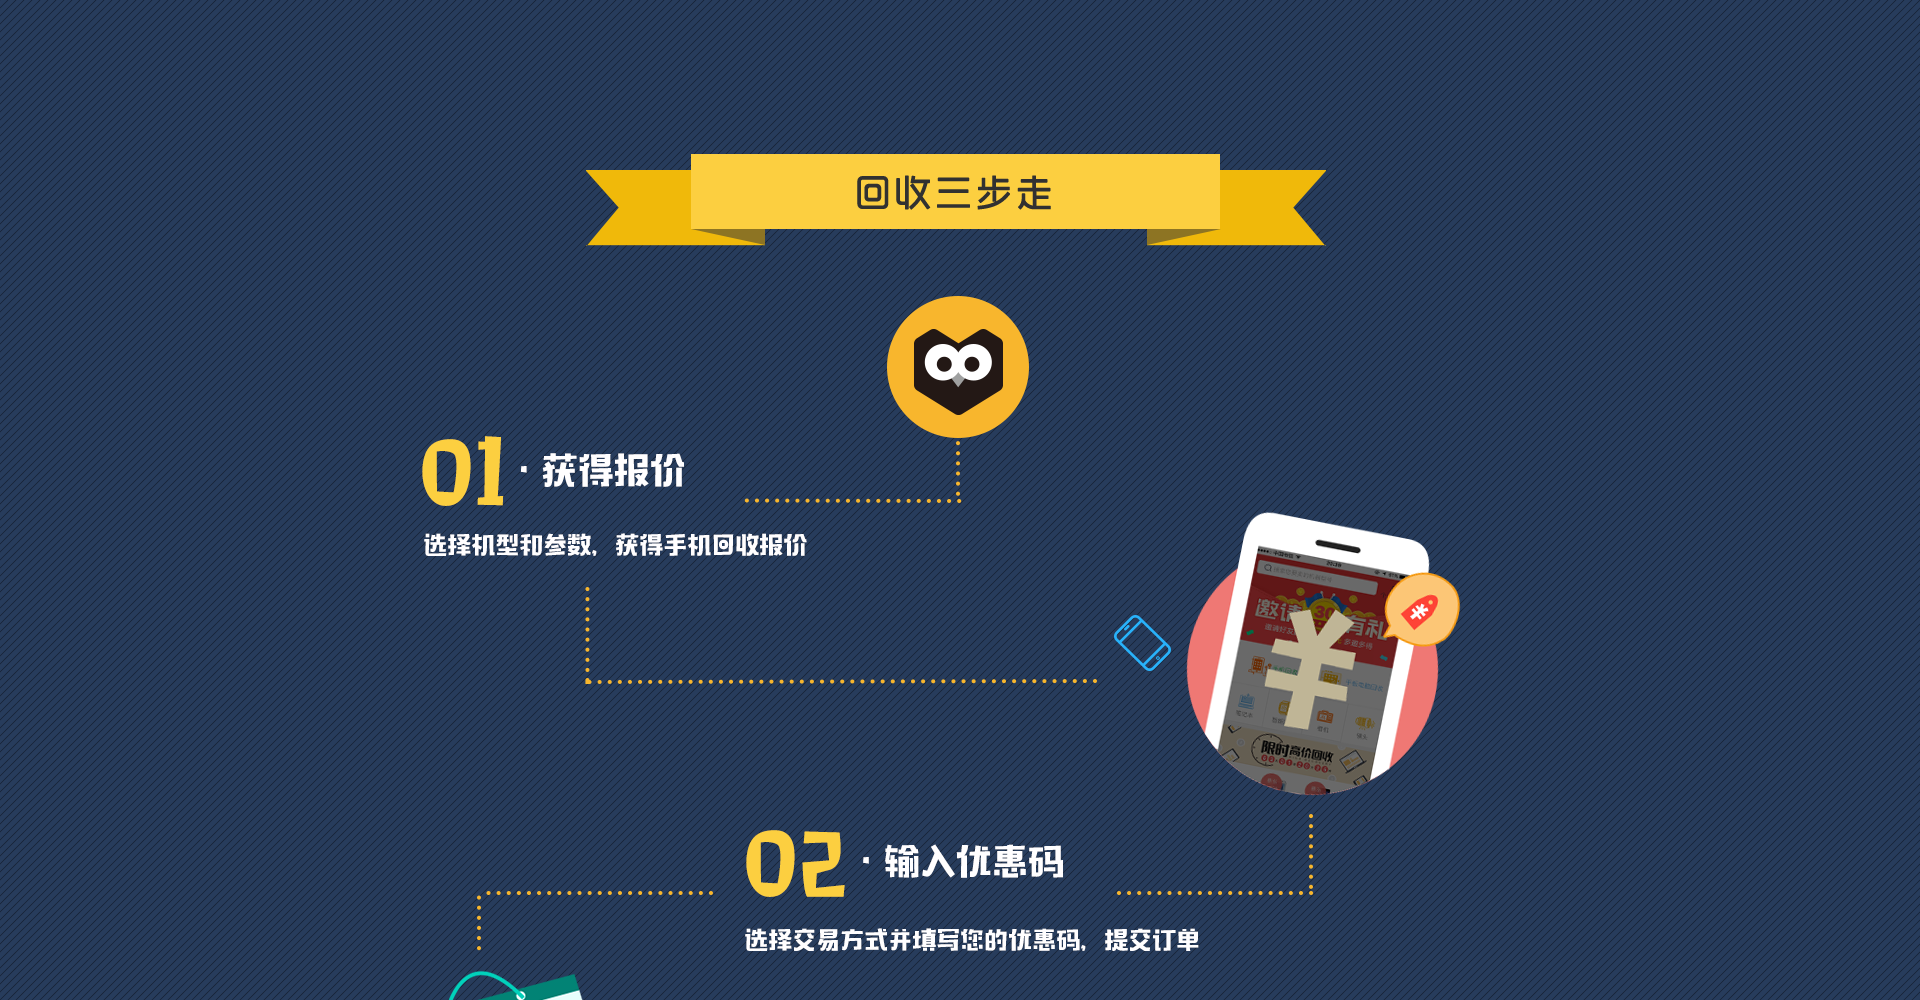 回收三步走
01 · 获得报价
选择机型和参数，获得手机回收报价
邀请 30 有礼
限时高价回收
¥
02 · 输入优惠码
选择交易方式并填写您的优惠码，提交订单